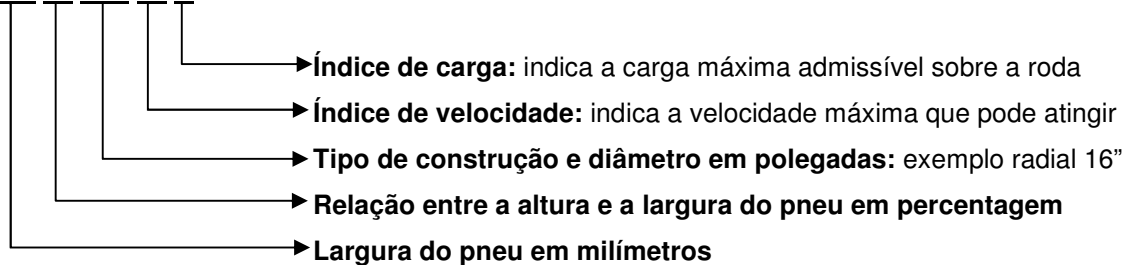 Índice de carga: indica a carga máxima admissível sobre a roda
Índice de velocidade: indica a velocidade máxima que pode atingir
Tipo de construção e diâmetro em polegadas: exemplo radial 16”
Relação entre a altura e a largura do pneu em percentagem
Largura do pneu em milímetros